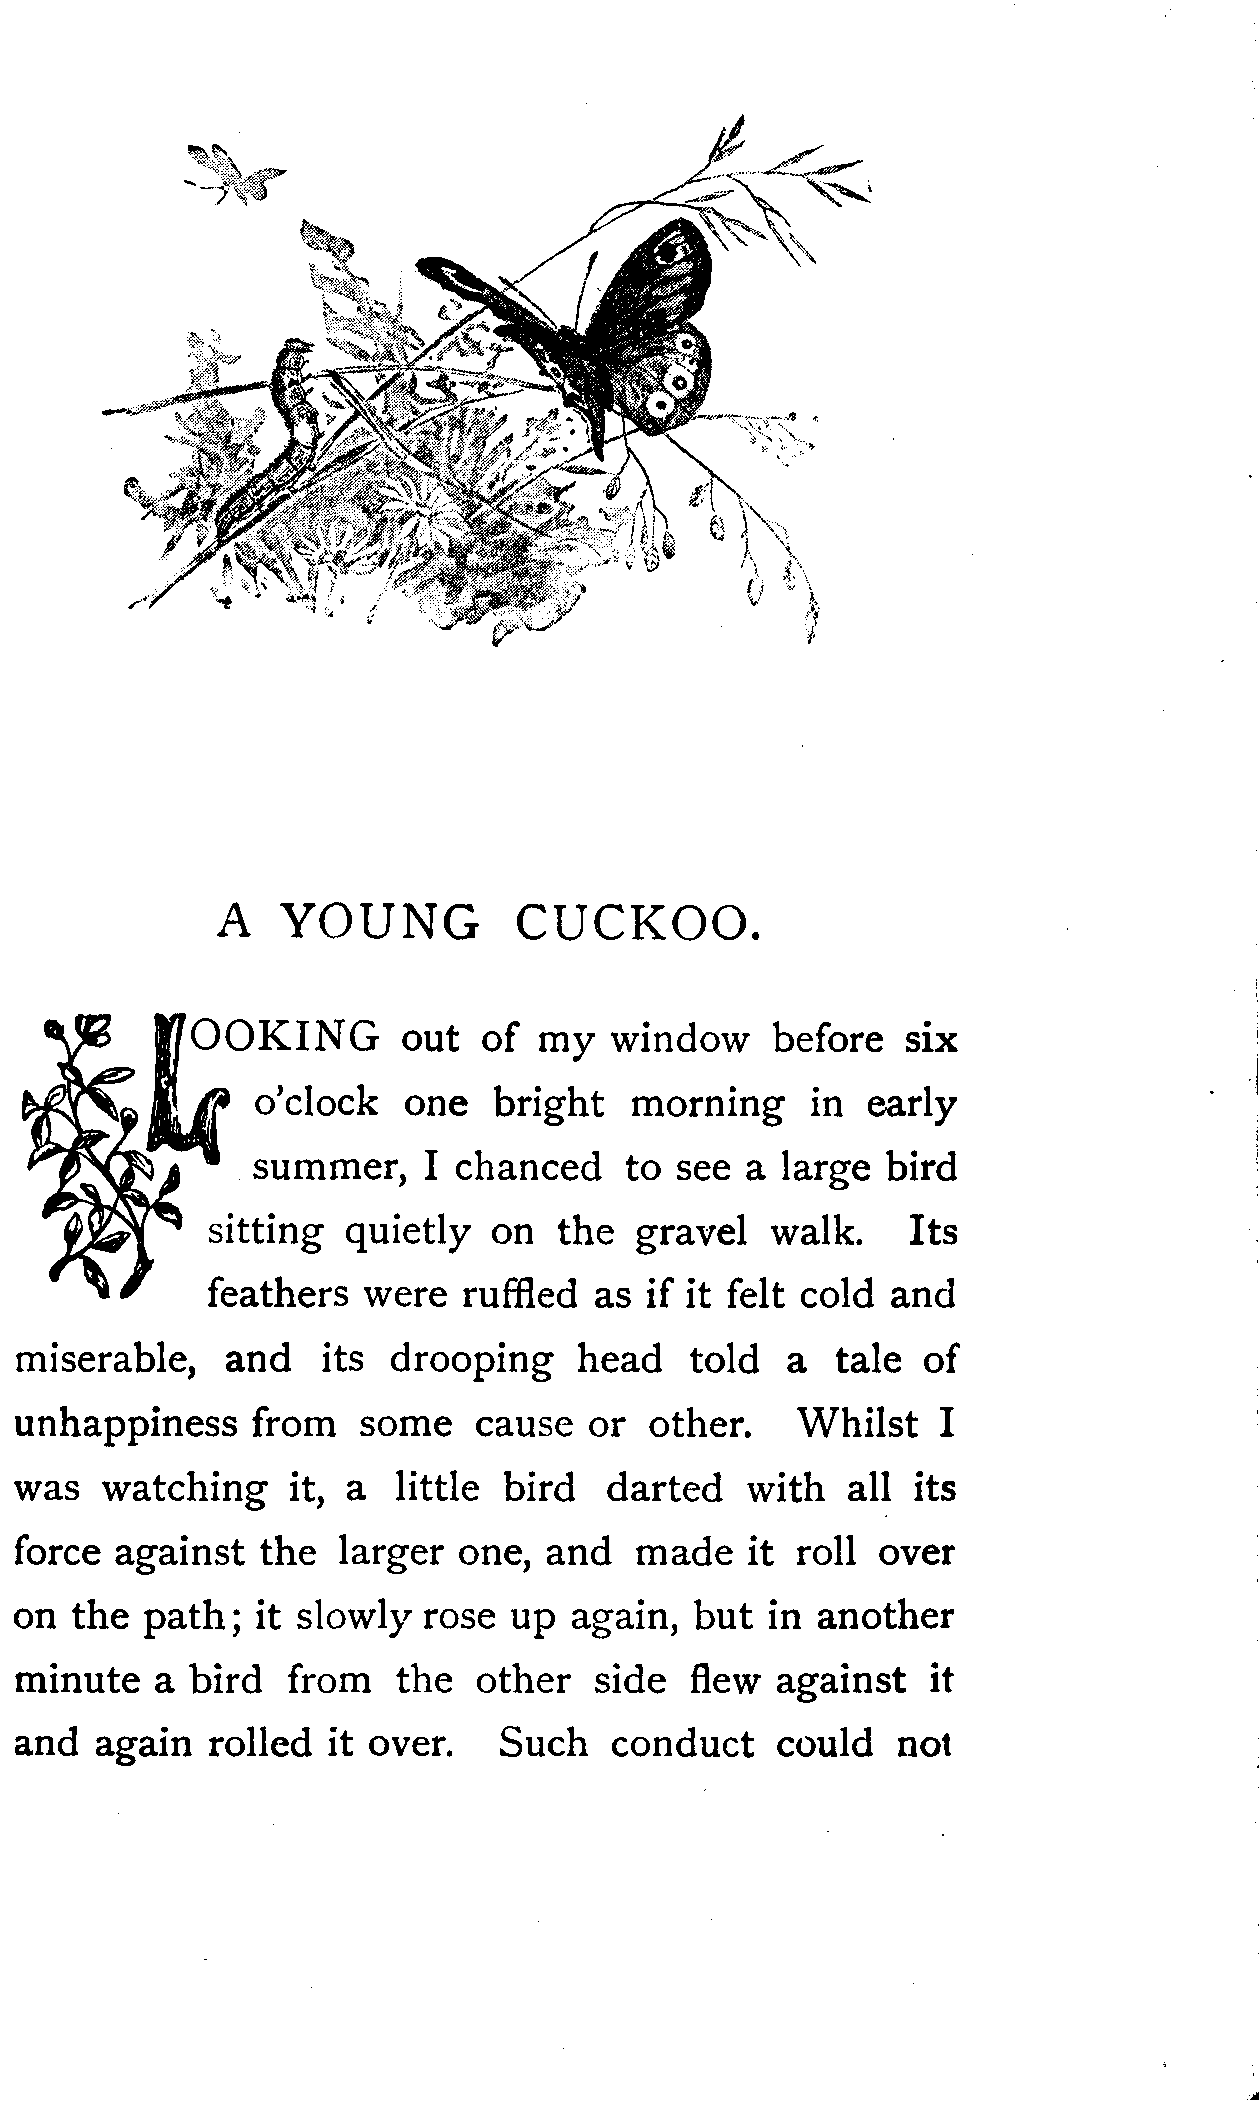 A YOUNG CUCKOO.
LOOKING out of my window before six
o'clock one bright morning in early
summer, I chanced to see a large bird
sitting quietly on the gravel walk. Its
feathers were ruffled as if it felt cold and
miserable, and its drooping head told a tale of
unhappiness from some cause or other. Whilst I
was watching it, a little bird darted with all its
force against the larger one, and made it roll over
on the path; it slowly rose up again, but in another
minute a bird from the other side flew against it
and again rolled it over. Such conduct could not